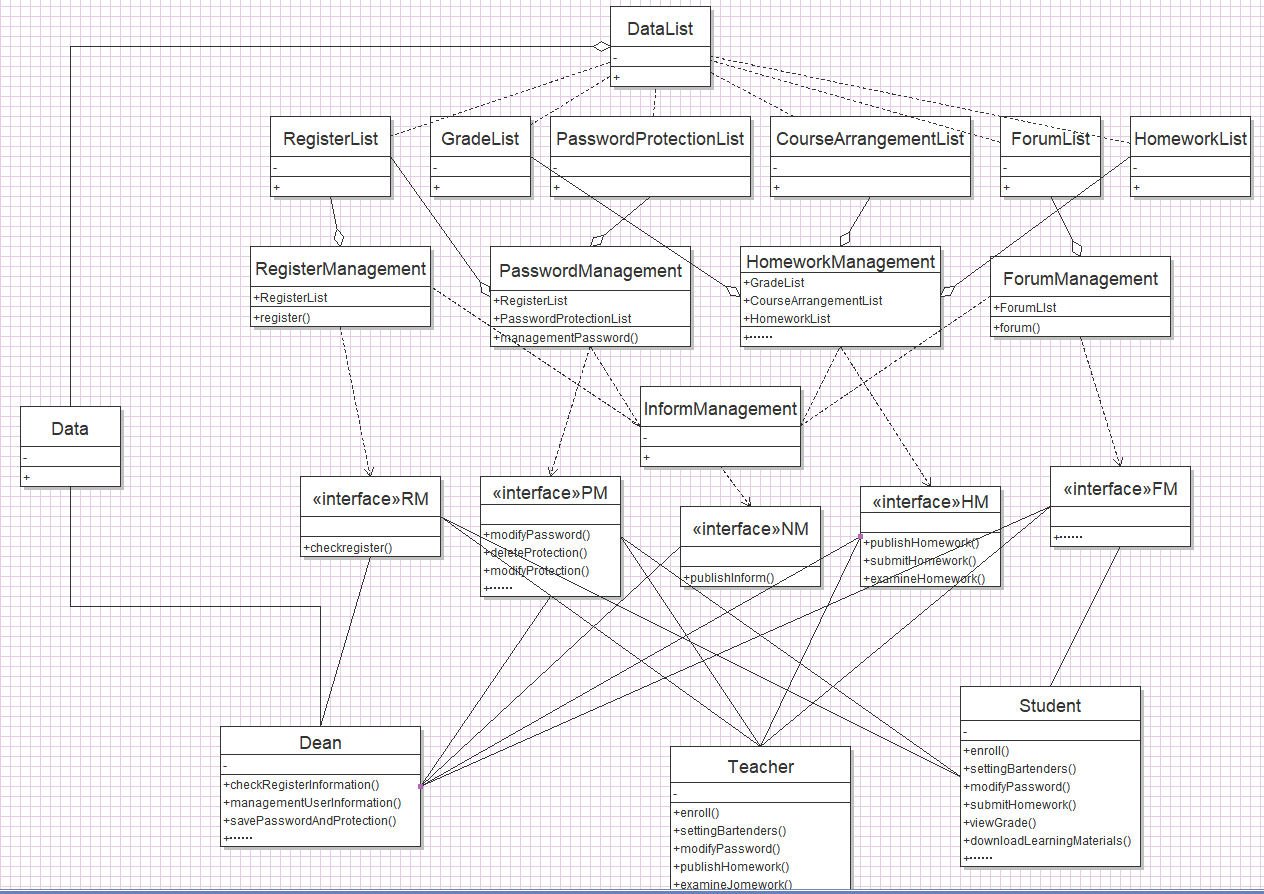 DataList
-
+
RegisterList
-
+
GradeList
-
+
PasswordProtectionList
-
+
CourseArrangementList
-
+
ForumList
-
+
HomeworkList
-
+
RegisterManagement
+RegisterList
+register()
PasswordManagement
+RegisterList
+PasswordProtectionList
+managementPassword()
HomeworkManagement
+GradeList
+CourseArrangementList
+HomeworkList
+······
ForumManagement
+ForumLIst
+forum()
InformManagement
-
+
Data
-
+
«interface»RM
+checkregister()
«interface»PM
+modifyPassword()
+deleteProtection()
+modifyProtection()
+······
«interface»NM
+publishInform()
«interface»HM
+publishHomework()
+submitHomework()
+examineHomework()
«interface»FM
+······
Dean
-
+checkRegisterInformation()
+managementUserInformation()
+savePasswordAndProtection()
+······
Teacher
-
+enroll()
+settingBartenders()
+modifyPassword()
+publishHomework()
+examineJomework()
Student
-
+enroll()
+settingBartenders()
+modifyPassword()
+submitHomework()
+viewGrade()
+downloadLearningMaterials()
+······